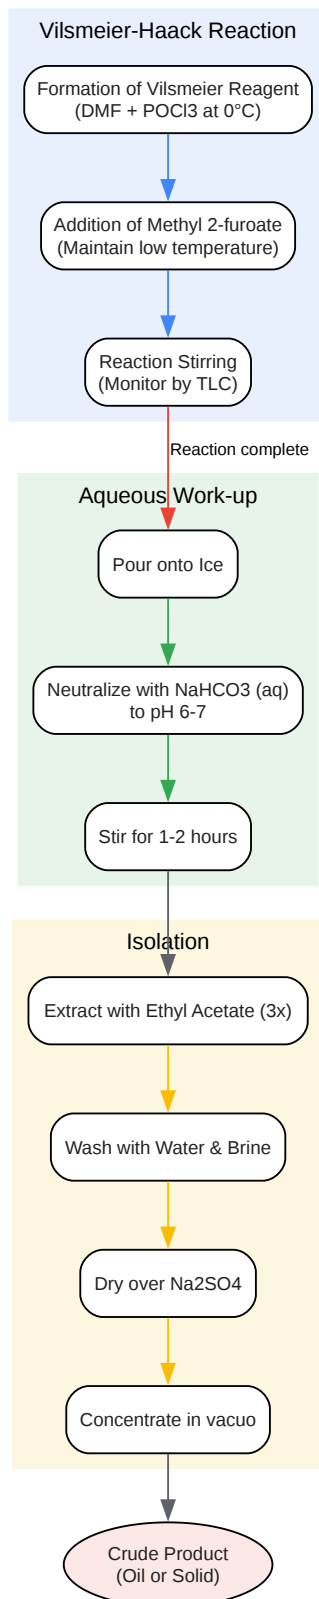 Vilsmeier-Haack Reaction
Formation of Vilsmeier Reagent
(DMF + POCl3 at 0°C)
Addition of Methyl 2-furoate
(Maintain low temperature)
Reaction Stirring
(Monitor by TLC)
Reaction complete
Aqueous Work-up
Pour onto Ice
Neutralize with NaHCO3 (aq)
to pH 6-7
Stir for 1-2 hours
Isolation
Extract with Ethyl Acetate (3x)
Wash with Water & Brine
Dry over Na2SO4
Concentrate in vacuo
Crude Product
(Oil or Solid)